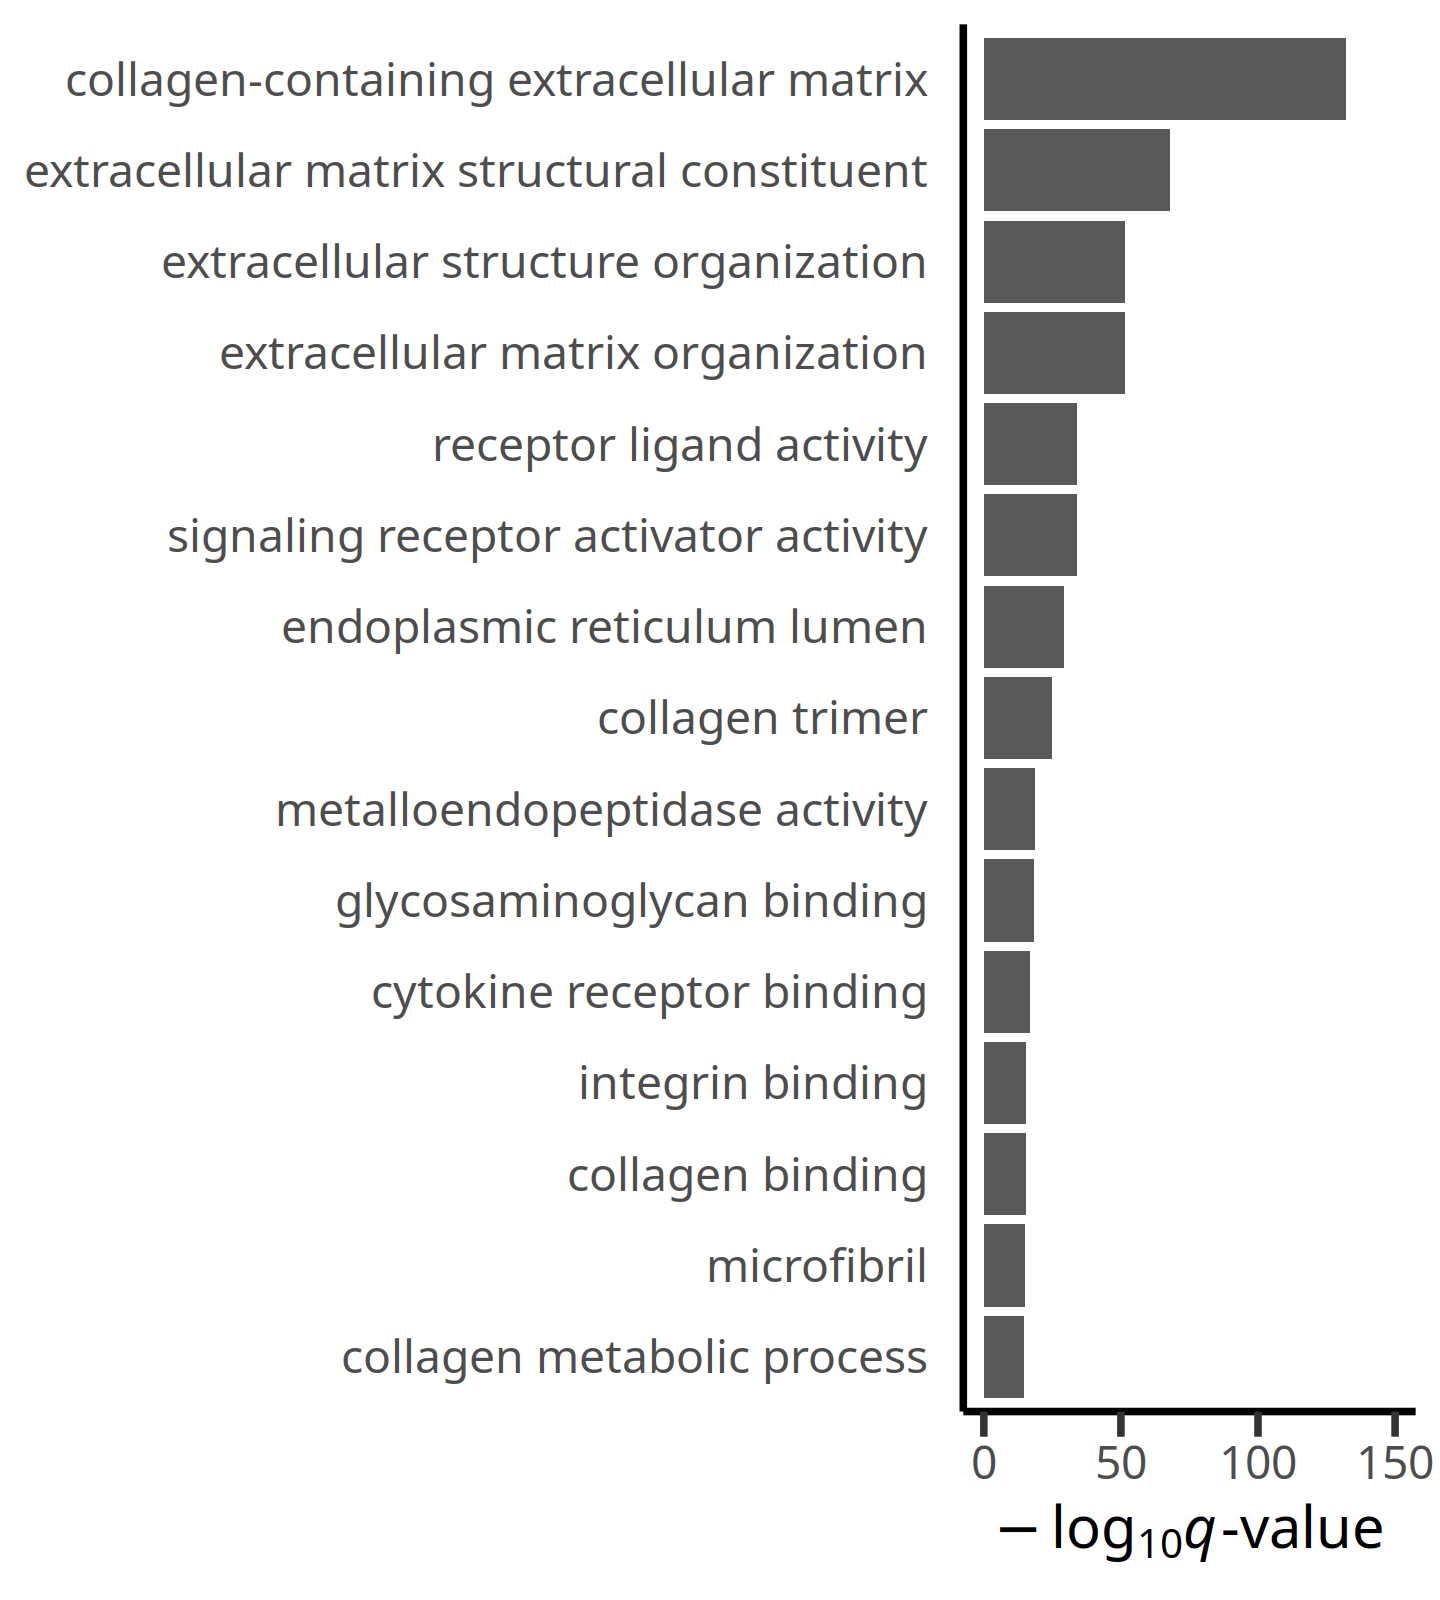 collagen-containing extracellular matrix
extracellular matrix structural constituent
extracellular structure organization
extracellular matrix organization
receptor ligand activity
signaling receptor activator activity
endoplasmic reticulum lumen
collagen trimer
metalloendopeptidase activity
glycosaminoglycan binding
cytokine receptor binding
integrin binding
collagen binding
microfibril
collagen metabolic process
0 50 100 150
− log₁₀q-value